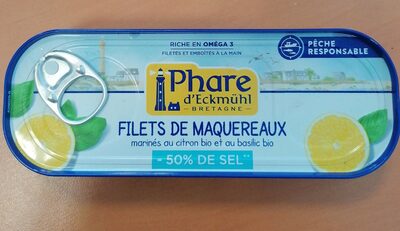 RICHE EN OMÉGA 3
FILETÉS ET EMBOÎTÉS À LA MAIN
PÊCHE
RESPONSABLE
Phare
d'Eckmühl
BRETAGNE
FILETS DE MAQUEREAUX
marinés au citron bio et au basilic bio
- 50% DE SEL**